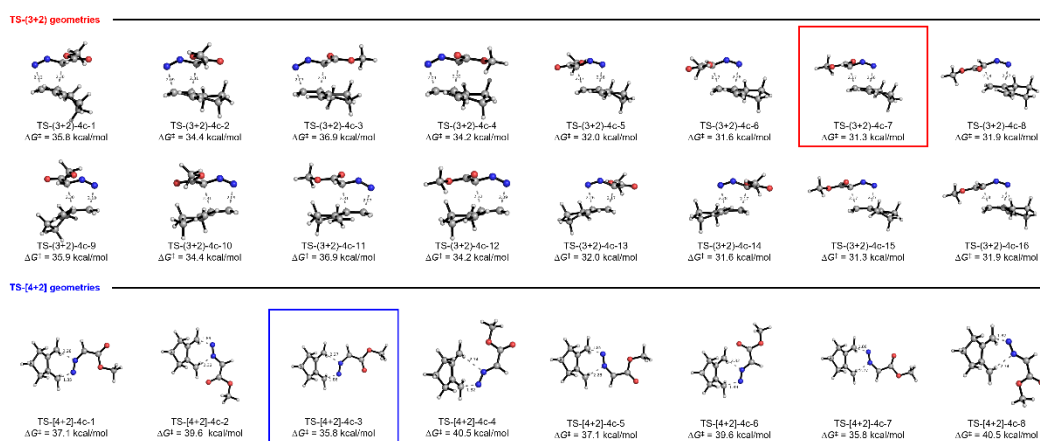 TS-(3+2) geometries
TS-(3+2)-4c-1
ΔG‡ = 35.8 kcal/mol
TS-(3+2)-4c-2
ΔG‡ = 34.4 kcal/mol
TS-(3+2)-4c-3
ΔG‡ = 36.9 kcal/mol
TS-(3+2)-4c-4
ΔG‡ = 34.2 kcal/mol
TS-(3+2)-4c-5
ΔG‡ = 32.0 kcal/mol
TS-(3+2)-4c-6
ΔG‡ = 31.6 kcal/mol
TS-(3+2)-4c-7
ΔG‡ = 31.3 kcal/mol
TS-(3+2)-4c-8
ΔG‡ = 31.9 kcal/mol
TS-(3+2)-4c-9
ΔG‡ = 35.9 kcal/mol
TS-(3+2)-4c-10
ΔG‡ = 34.4 kcal/mol
TS-(3+2)-4c-11
ΔG‡ = 36.9 kcal/mol
TS-(3+2)-4c-12
ΔG‡ = 34.2 kcal/mol
TS-(3+2)-4c-13
ΔG‡ = 32.0 kcal/mol
TS-(3+2)-4c-14
ΔG‡ = 31.6 kcal/mol
TS-(3+2)-4c-15
ΔG‡ = 31.3 kcal/mol
TS-(3+2)-4c-16
ΔG‡ = 31.9 kcal/mol
TS-[4+2] geometries
TS-[4+2]-4c-1
ΔG‡ = 37.1 kcal/mol
TS-[4+2]-4c-2
ΔG‡ = 39.6 kcal/mol
TS-[4+2]-4c-3
ΔG‡ = 35.8 kcal/mol
TS-[4+2]-4c-4
ΔG‡ = 40.5 kcal/mol
TS-[4+2]-4c-5
ΔG‡ = 37.1 kcal/mol
TS-[4+2]-4c-6
ΔG‡ = 39.6 kcal/mol
TS-[4+2]-4c-7
ΔG‡ = 35.8 kcal/mol
TS-[4+2]-4c-8
ΔG‡ = 40.5 kcal/mol